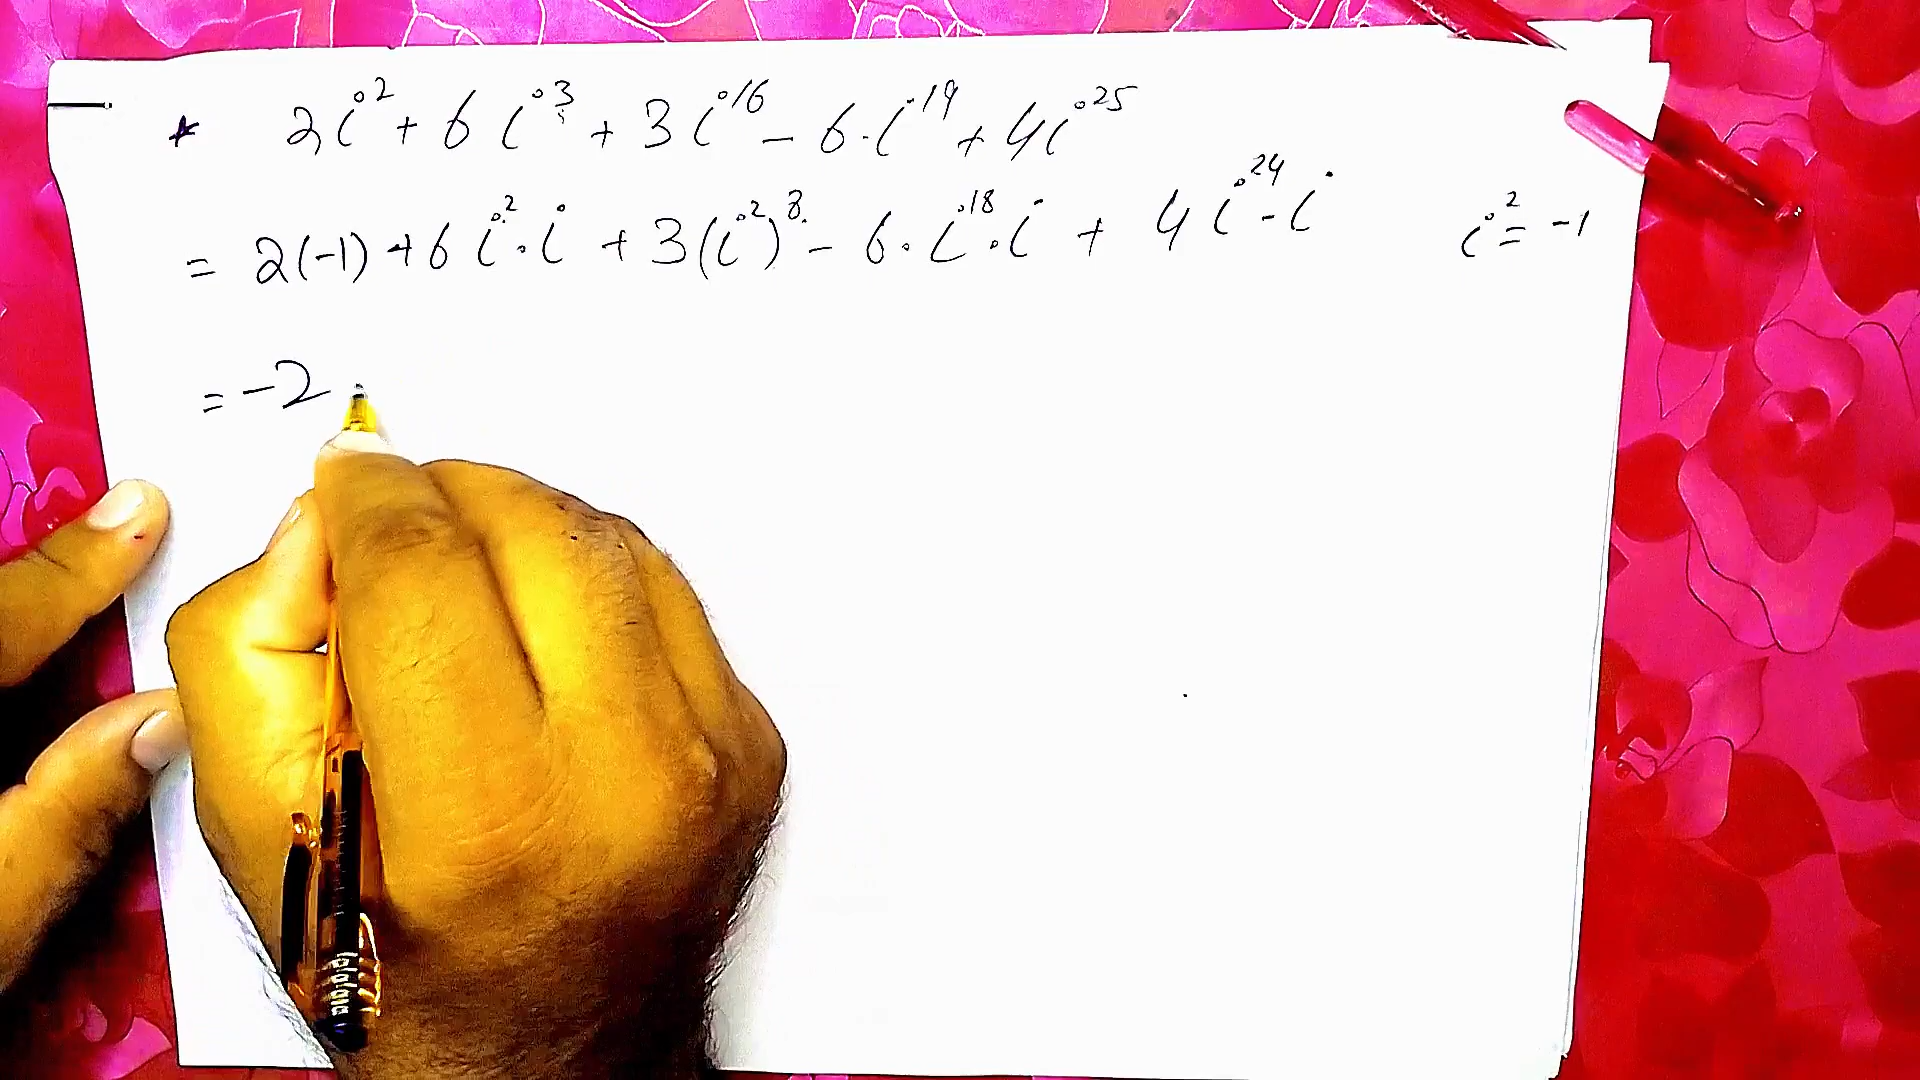 * 2i² + 6i³ + 3i¹⁶ - 6·i¹⁹ + 4i²⁵
= 2(-1) + 6i²·i + 3(i²)⁸ - 6·i¹⁸·i + 4i²⁴·i
i² = -1
= -2